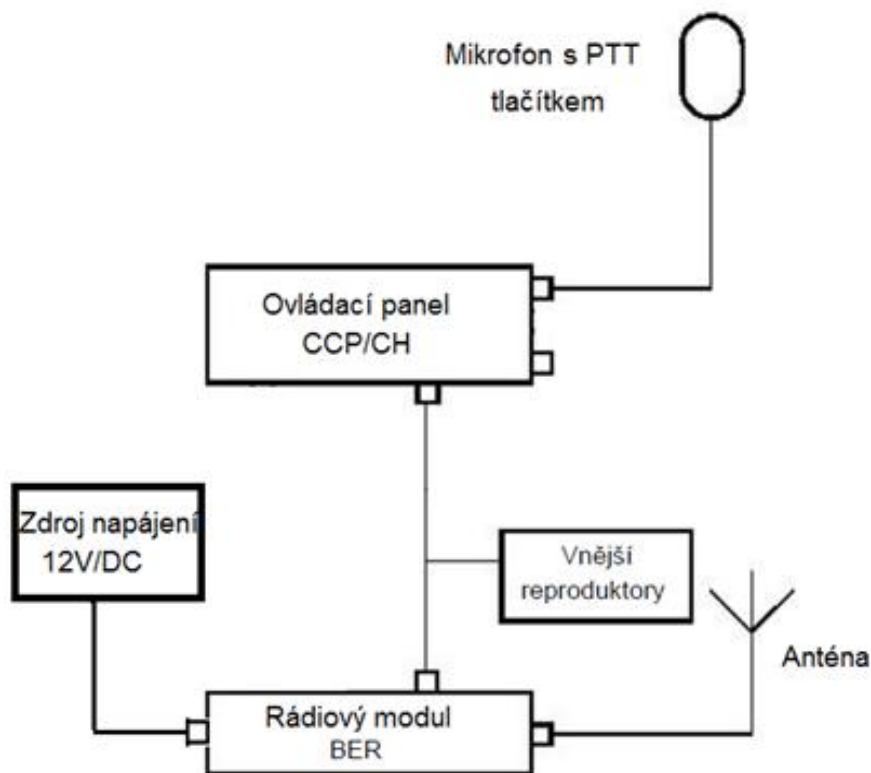 Mikrofon s PTT
tlačítkem
Ovládací panel
CCP/CH
Zdroj napájení
12V/DC
Vnější
reproduktory
Anténa
Rádiový modul
BER